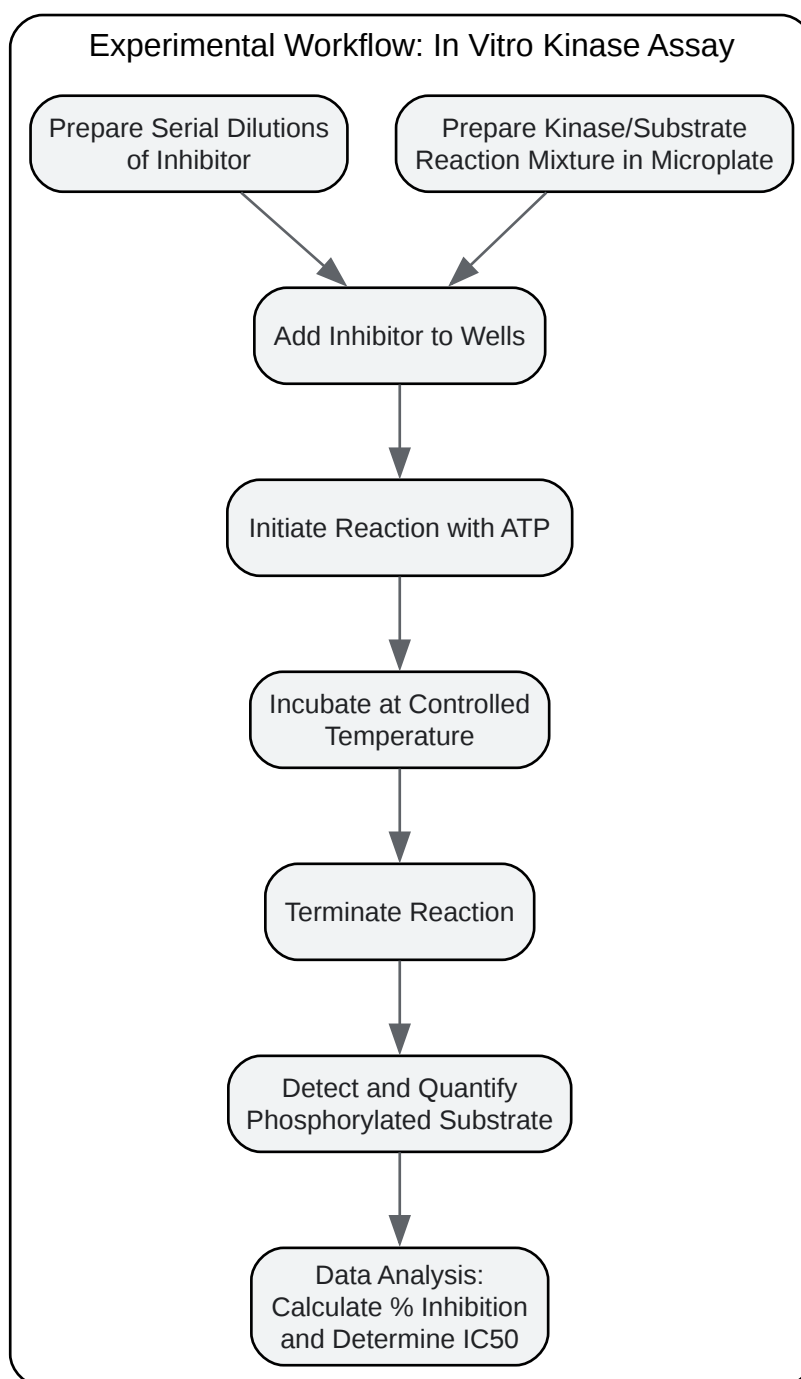 Experimental Workflow: In Vitro Kinase Assay
Prepare Serial Dilutions
of Inhibitor
Prepare Kinase/Substrate
Reaction Mixture in Microplate
Add Inhibitor to Wells
Initiate Reaction with ATP
Incubate at Controlled
Temperature
Terminate Reaction
Detect and Quantify
Phosphorylated Substrate
Data Analysis:
Calculate % Inhibition
and Determine IC50